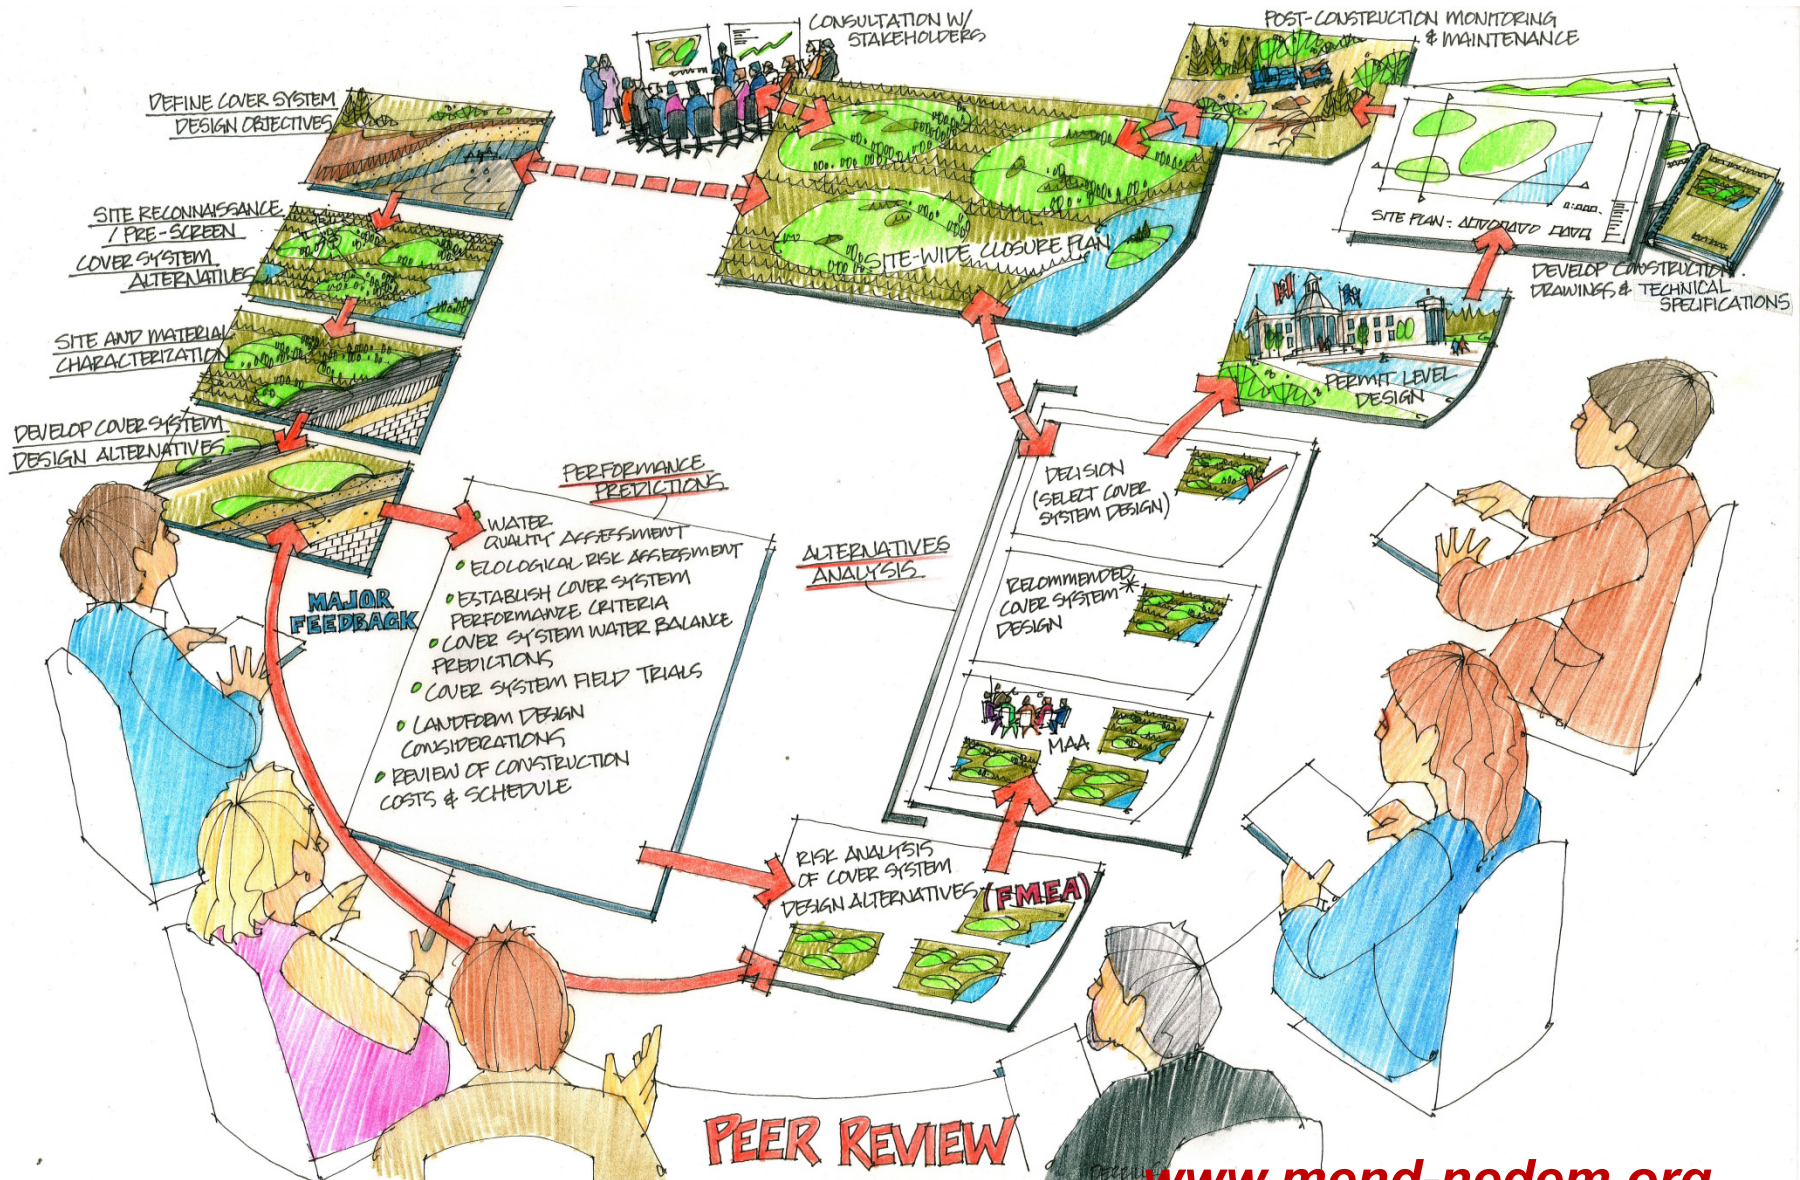 CONSULTATION W/
STAKEHOLDERS
POST-CONSTRUCTION MONITORING
& MAINTENANCE
DEFINE COVER SYSTEM
DESIGN OBJECTIVES
SITE RECONNAISSANCE
/ PRE-SCREEN
COVER SYSTEM
ALTERNATIVES
SITE AND MATERIAL
CHARACTERIZATION
DEVELOP COVER SYSTEM
DESIGN ALTERNATIVES
SITE-WIDE CLOSURE PLAN
SITE PLAN -
DEVELOP CONSTRUCTION
DRAWINGS & TECHNICAL
SPECIFICATIONS
PERMIT LEVEL
DESIGN
PERFORMANCE
PREDICTIONS
WATER
QUALITY ASSESSMENT
ECOLOGICAL RISK ASSESSMENT
ESTABLISH COVER SYSTEM
PERFORMANCE CRITERIA
COVER SYSTEM WATER BALANCE
PREDICTIONS
COVER SYSTEM FIELD TRIALS
LANDFORM DESIGN
CONSIDERATIONS
REVIEW OF CONSTRUCTION
COSTS & SCHEDULE
MAJOR
FEEDBACK
ALTERNATIVES
ANALYSIS
DECISION
(SELECT COVER
SYSTEM DESIGN)
RECOMMENDED
COVER SYSTEM*
DESIGN
MAA
RISK ANALYSIS
OF COVER SYSTEM
DESIGN ALTERNATIVES (FMEA)
PEER REVIEW
www.mend-nedem.org